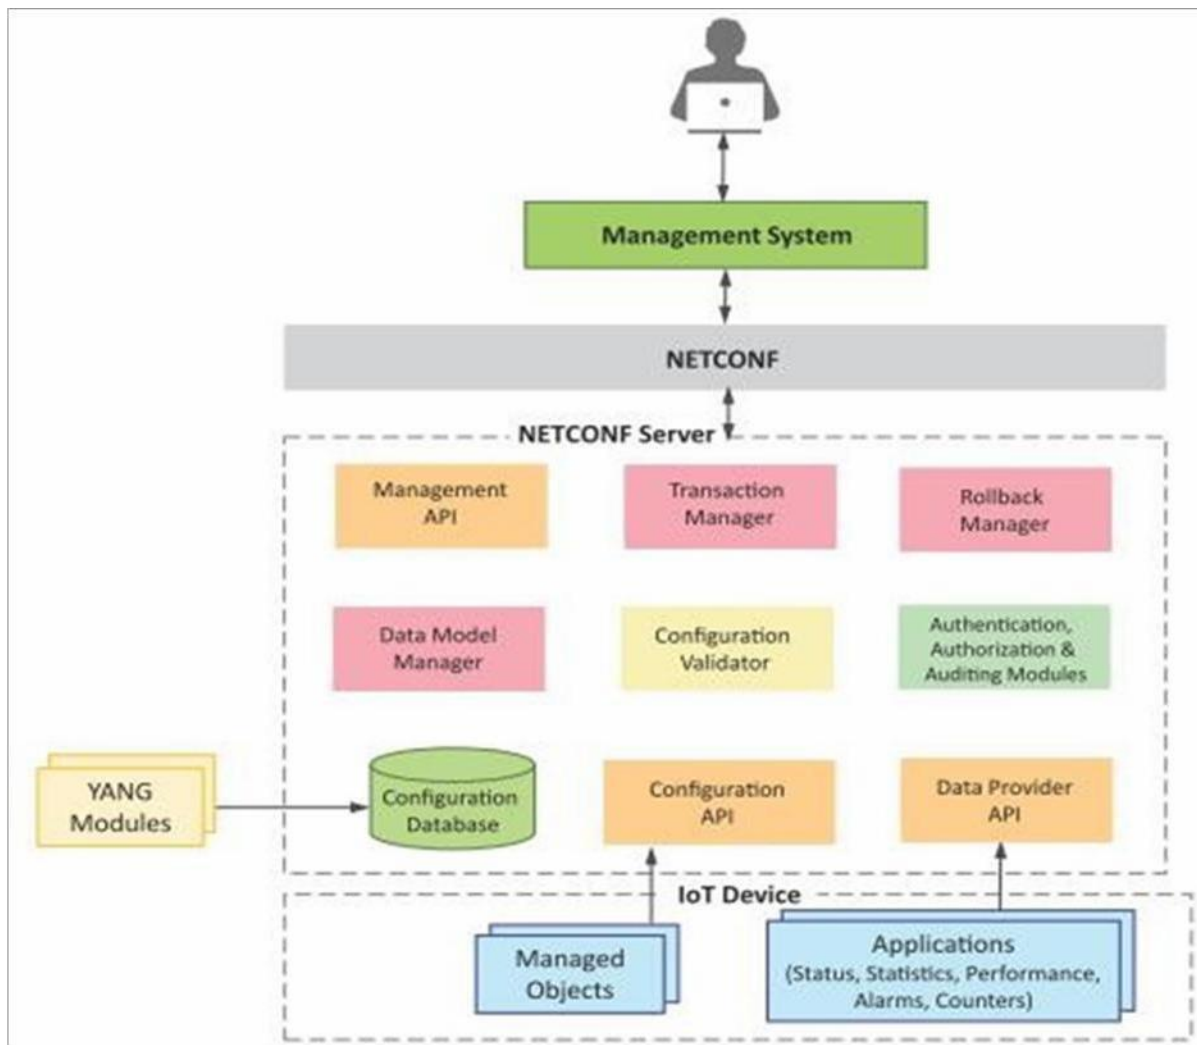 Management System
NETCONF
NETCONF Server
Management
API
Transaction
Manager
Rollback
Manager
Data Model
Manager
Configuration
Validator
Authentication,
Authorization &
Auditing Modules
YANG
Modules
Configuration
Database
Configuration
API
Data Provider
API
IoT Device
Managed
Objects
Applications
(Status, Statistics, Performance,
Alarms, Counters)